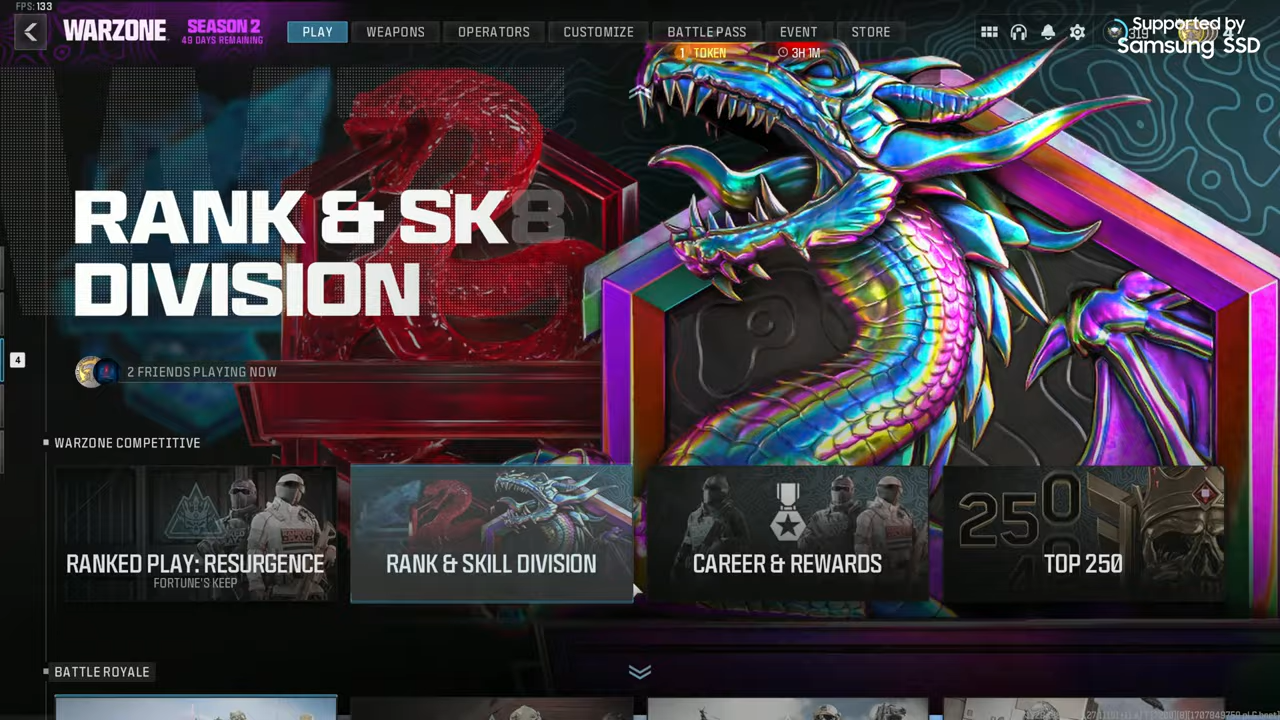 FPS: 133
WARZONE
SEASON 2
49 DAYS REMAINING
PLAY
WEAPONS
OPERATORS
CUSTOMIZE
BATTLE PASS
EVENT
STORE
1 TOKEN
3H 1M
Supported by
Samsung SSD
RANK & SK
DIVISION
4
2 FRIENDS PLAYING NOW
WARZONE COMPETITIVE
RANKED PLAY: RESURGENCE
FORTUNE'S KEEP
RANK & SKILL DIVISION
CAREER & REWARDS
250
TOP 250
BATTLE ROYALE